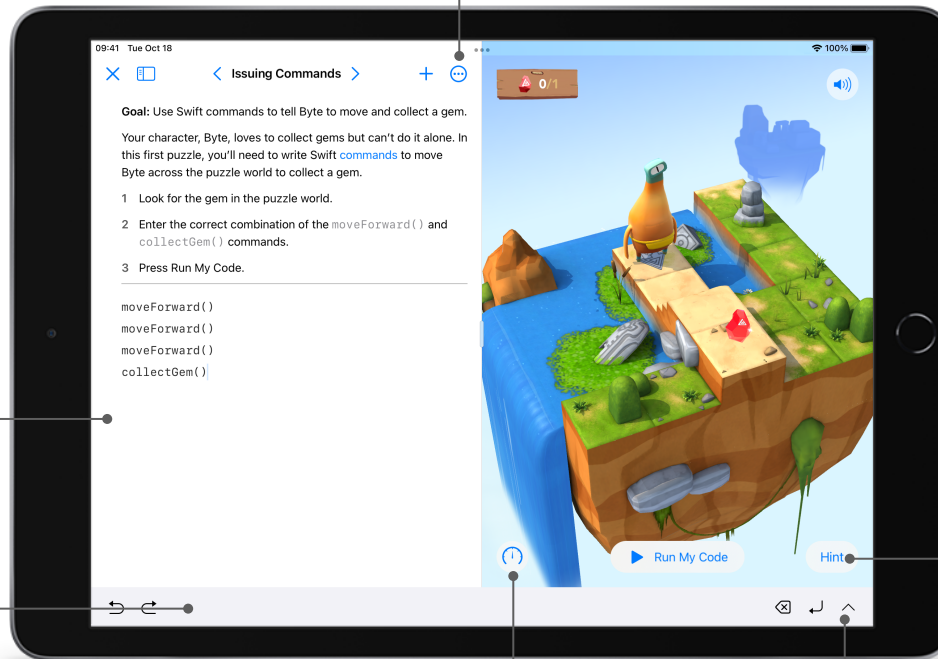 09:41 Tue Oct 18
100%
Issuing Commands
0/1
Goal: Use Swift commands to tell Byte to move and collect a gem.
Your character, Byte, loves to collect gems but can’t do it alone. In
this first puzzle, you’ll need to write Swift commands to move
Byte across the puzzle world to collect a gem.
1 Look for the gem in the puzzle world.
2 Enter the correct combination of the moveForward() and
collectGem() commands.
3 Press Run My Code.
moveForward()
moveForward()
moveForward()
collectGem()
Run My Code
Hint